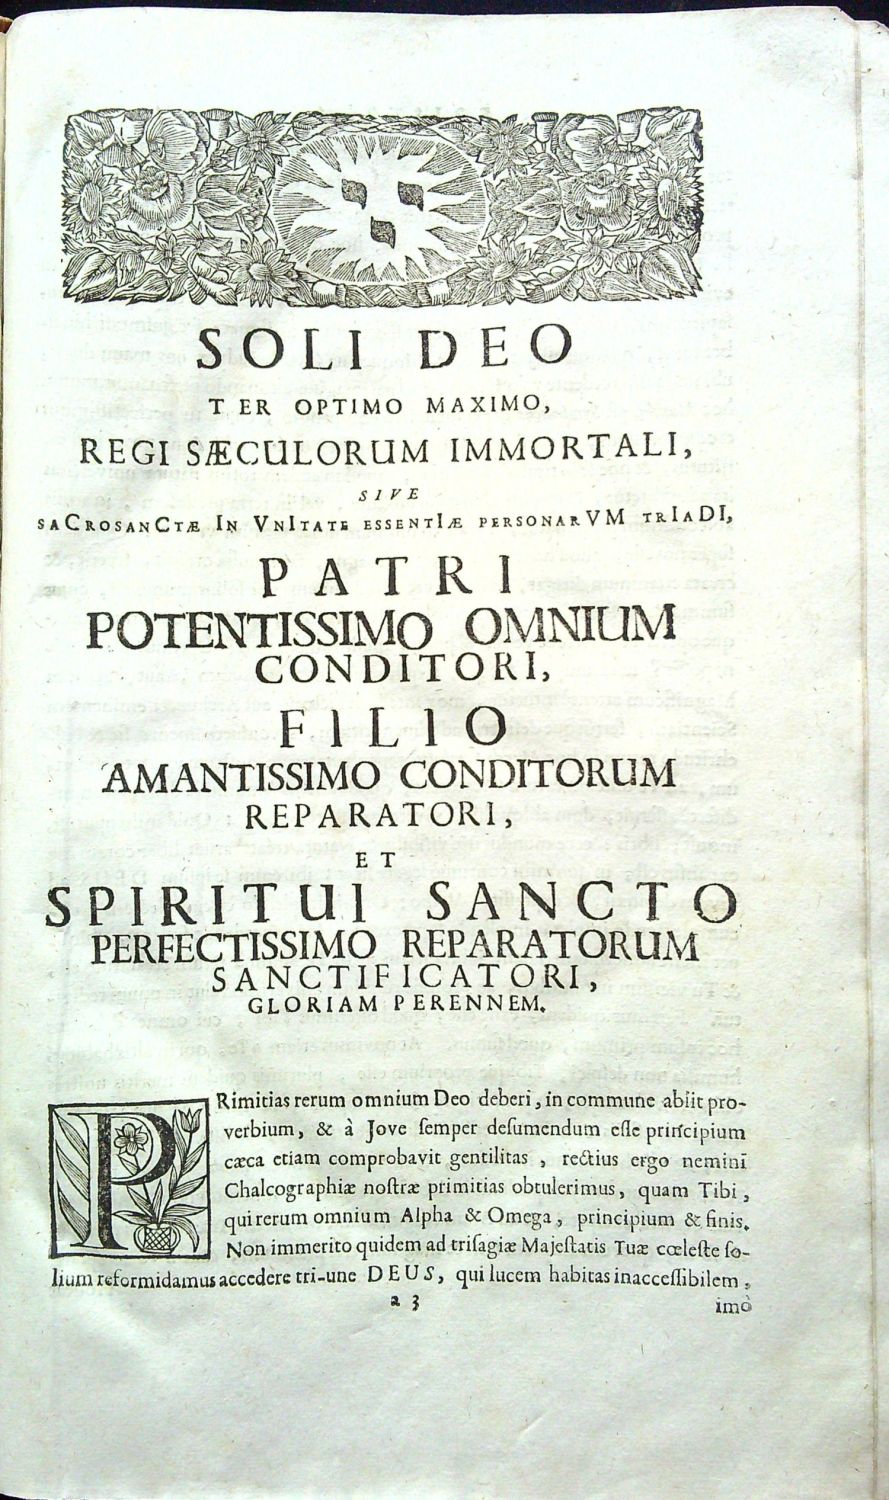 י י י
SOLI DEO
TER OPTIMO MAXIMO,
REGI SÆCULORUM IMMORTALI,
SIVE
saCrosanCtæ In VnItate essentIæ personarVM trIaDI,
PATRI
POTENTISSIMO OMNIUM
CONDITORI,
FILIO
AMANTISSIMO CONDITORUM
REPARATORI,
ET
SPIRITUI SANCTO
PERFECTISSIMO REPARATORUM
SANCTIFICATORI,
GLORIAM PERENNEM.
PRimitias rerum omnium Deo deberi, in commune abiit pro-
verbium, & à Jove ſemper deſumendum eſſe principium
cæca etiam comprobavit gentilitas, rectius ergo nemini
Chalcographiæ noſtræ primitias obtulerimus, quam Tibi,
qui rerum omnium Alpha & Omega, principium & finis.
Non immerito quidem ad triſagiæ Majeſtatis Tuæ cœleſte ſo-
lium reformidamus accedere tri-une DEUS, qui lucem habitas inacceſſibilem,
a 3
imò